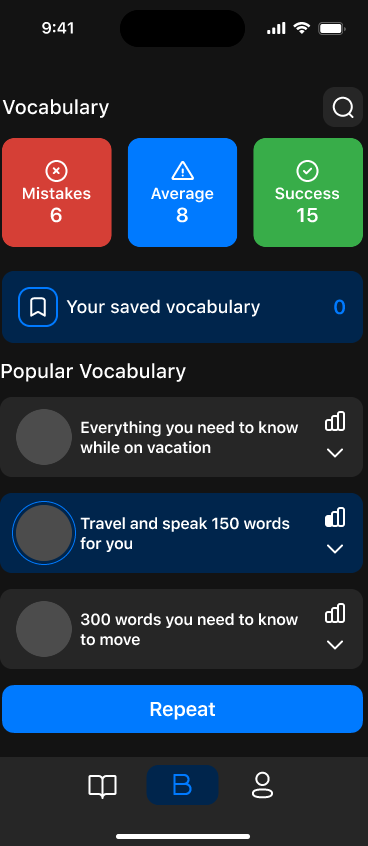 9:41
Vocabulary
Mistakes
6
Average
8
Success
15
Your saved vocabulary 0
Popular Vocabulary
Everything you need to know
while on vacation
Travel and speak 150 words
for you
300 words you need to know
to move
Repeat
B